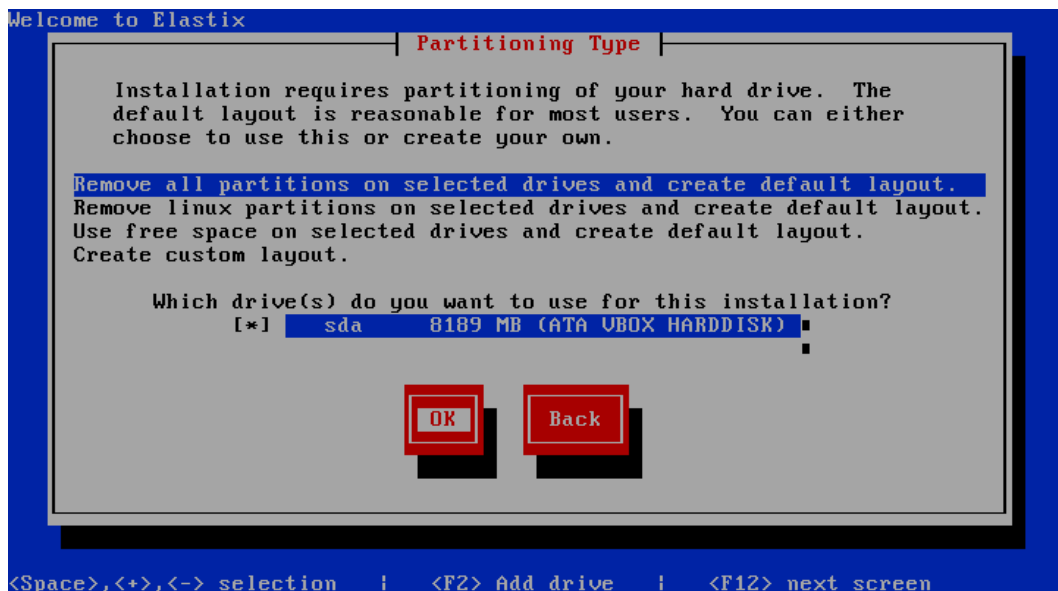 Welcome to Elastix
Partitioning Type
Installation requires partitioning of your hard drive.  The
default layout is reasonable for most users.  You can either
choose to use this or create your own.
Remove all partitions on selected drives and create default layout.
Remove linux partitions on selected drives and create default layout.
Use free space on selected drives and create default layout.
Create custom layout.
Which drive(s) do you want to use for this installation?
[*] sda 8189 MB (ATA VBOX HARDDISK)
OK Back
<Space>,<+>,<-> selection | <F2> Add drive | <F12> next screen